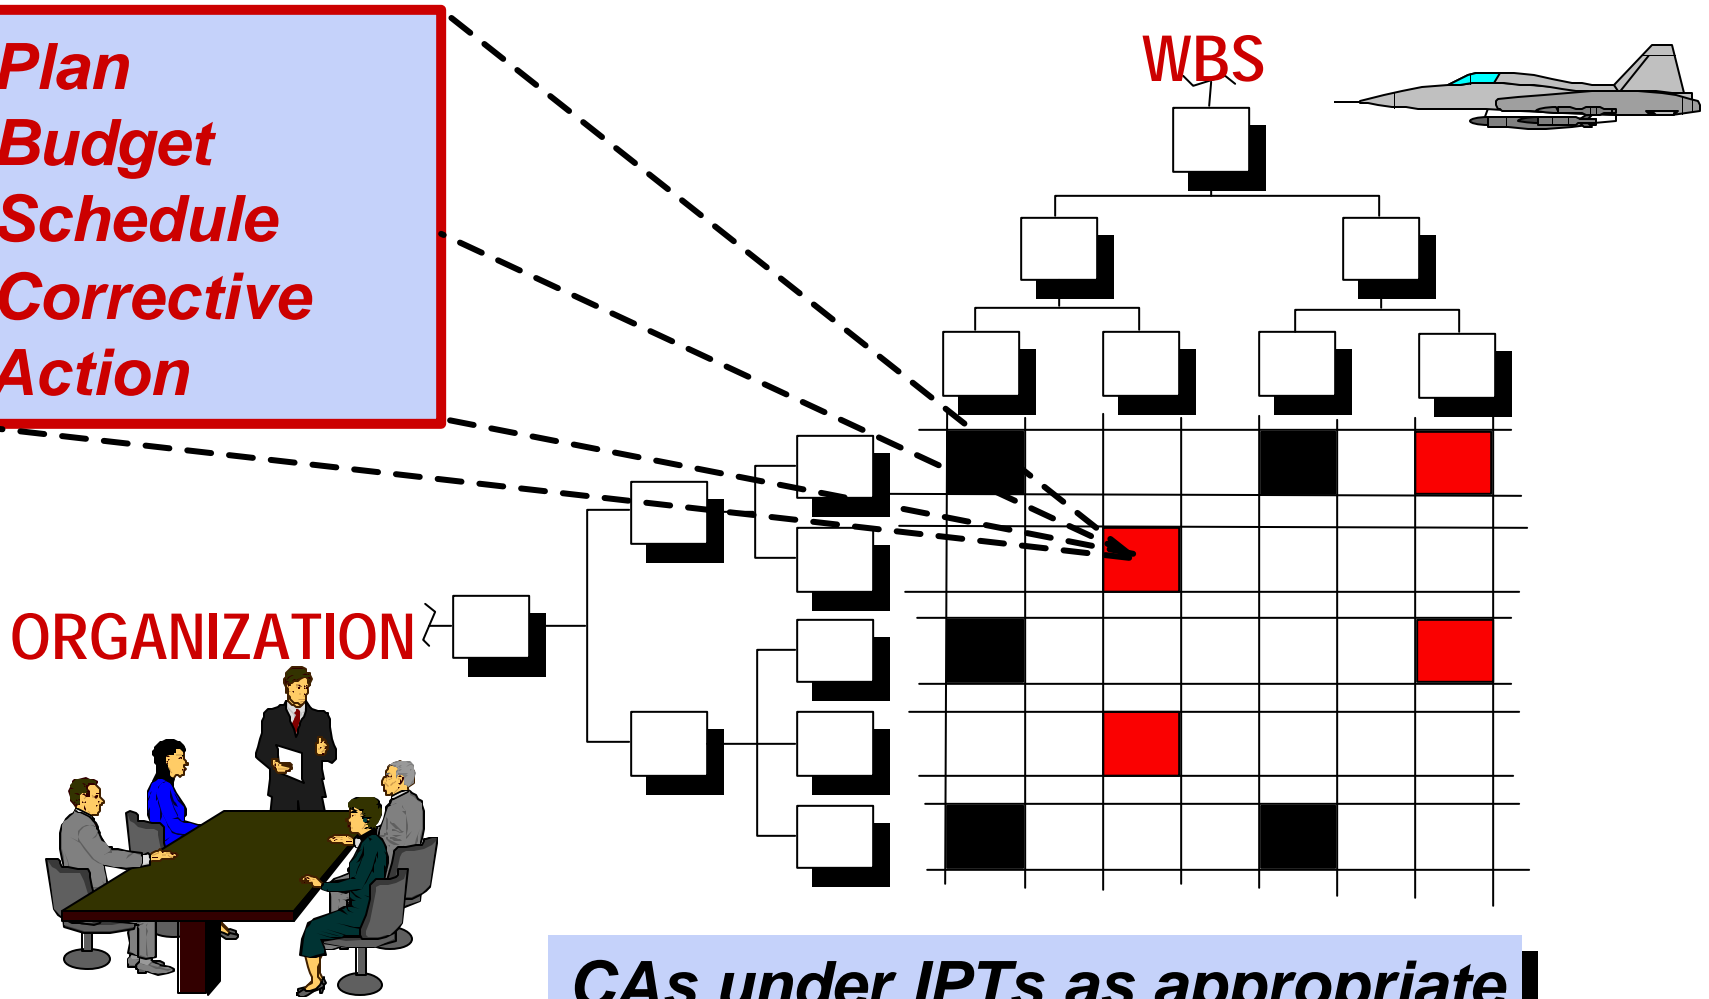 Plan
Budget
Schedule
Corrective
Action
WBS
ORGANIZATION
CAs under IPTs as appropriate